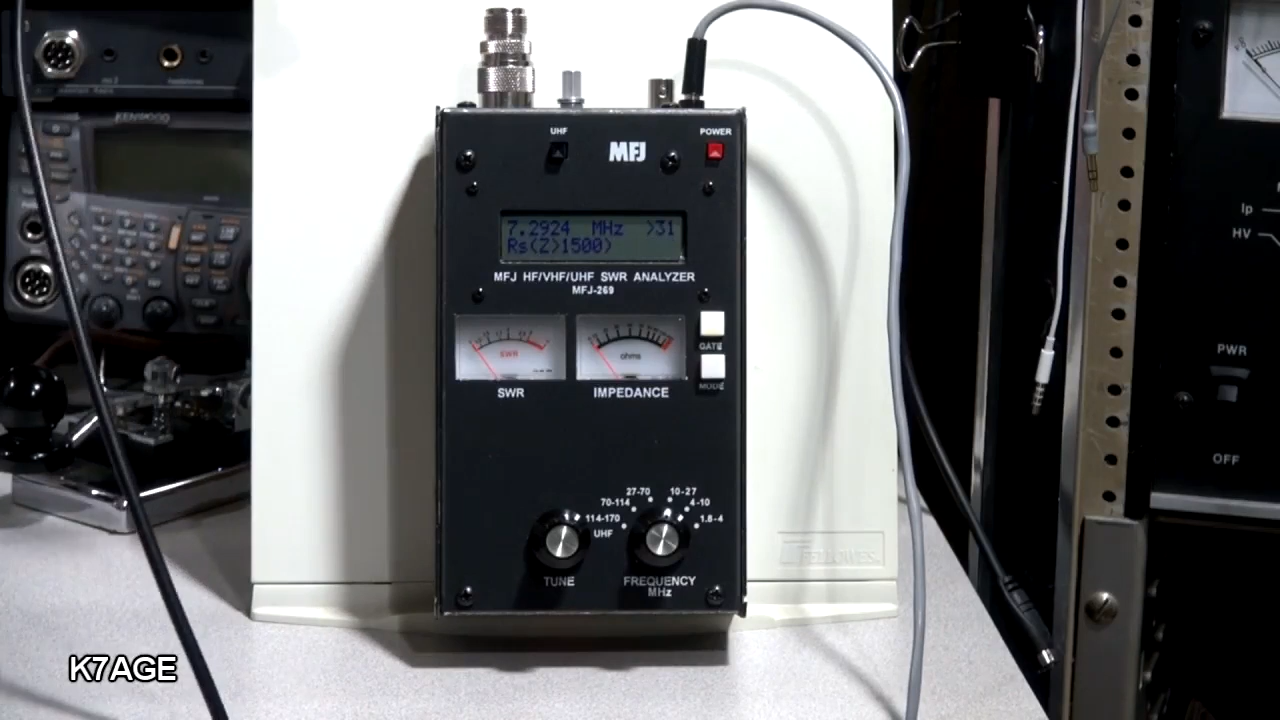 KENWOOD
UHF
MFJ
POWER
7.2924 MHz >31
Rs(Z>1500)
MFJ HF/VHF/UHF SWR ANALYZER
MFJ-269
SWR
ohms
GATE
MODE
SWR
IMPEDANCE
27-70
10-27
70-114
4-10
114-170
1.8-4
UHF
TUNE
FREQUENCY
MHz
FELLOWES
Ip
HV
PWR
OFF
K7AGE